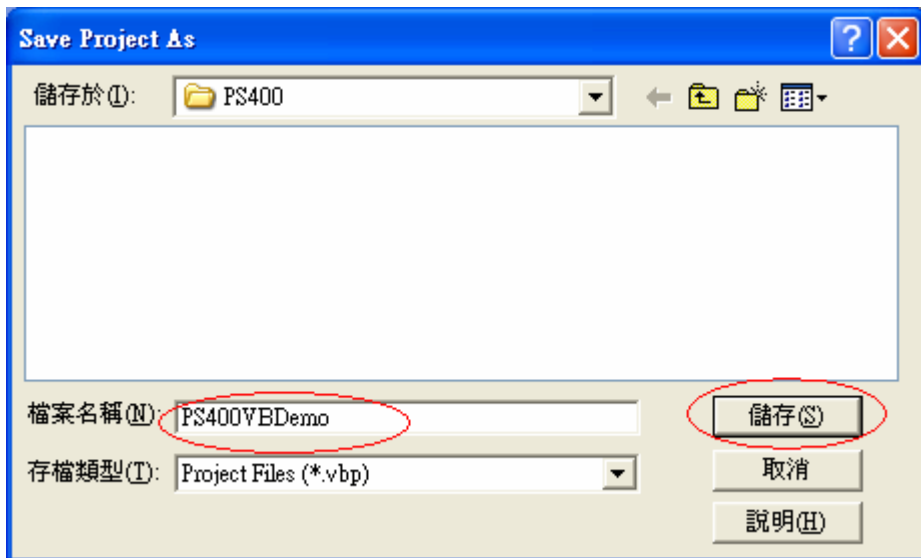 Save Project As
儲存於(I): PS400
檔案名稱(N): PS400VBDemo 儲存(S)
存檔類型(T): Project Files (*.vbp) 取消
說明(H)